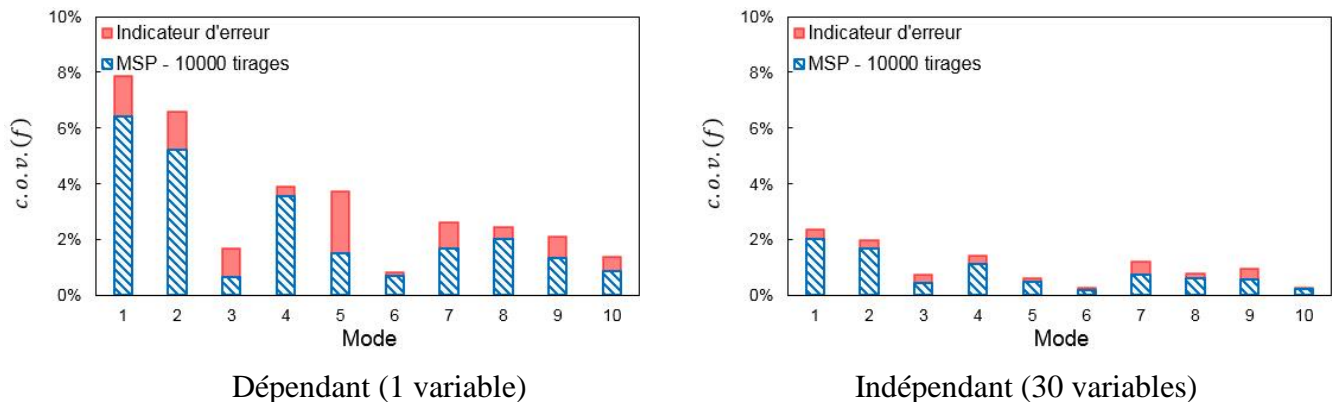 10%
8%
6%
4%
2%
0%
c.o.v.(f)
Indicateur d'erreur
MSP - 10000 tirages
1 2 3 4 5 6 7 8 9 10
Mode
Dépendant (1 variable)
10%
8%
6%
4%
2%
0%
c.o.v.(f)
Indicateur d'erreur
MSP - 10000 tirages
1 2 3 4 5 6 7 8 9 10
Mode
Indépendant (30 variables)